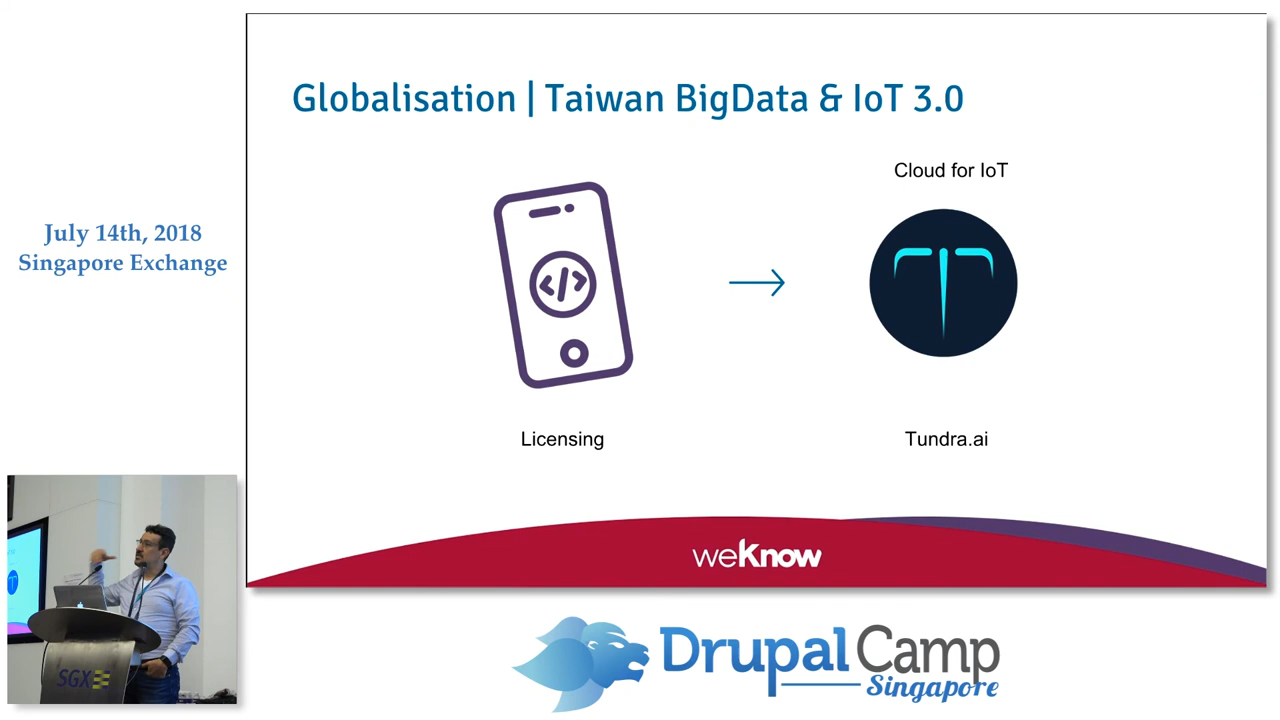 July 14th, 2018
Singapore Exchange
Globalisation | Taiwan BigData & IoT 3.0
Cloud for IoT
</>
Licensing
Tundra.ai
weKnow
SGX
DrupalCamp
Singapore